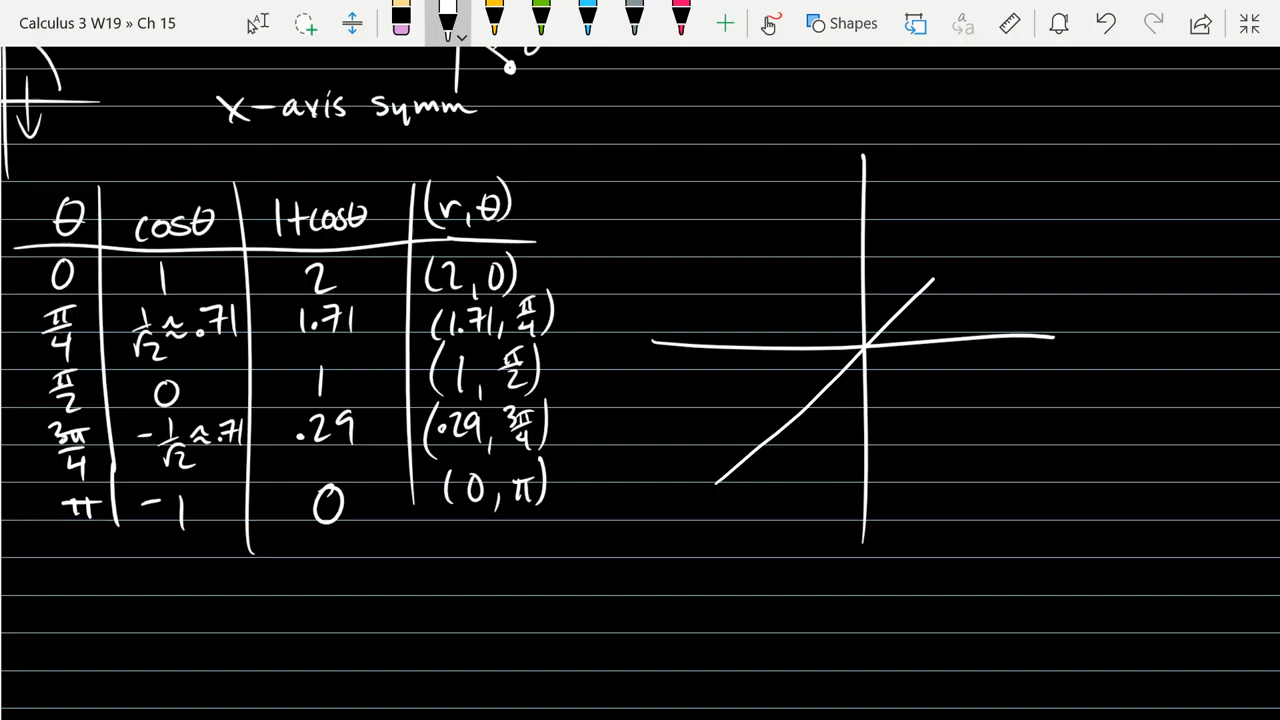 Calculus 3 W19 » Ch 15
Shapes
x-axis symm
θ cosθ 1+cosθ (r, θ)
0 1 2 (2, 0)
π/4 1/√2 ≈ .71 1.71 (1.71, π/4)
π/2 0 1 (1, π/2)
3π/4 -1/√2 ≈ .71 .29 (.29, 3π/4)
π -1 0 (0, π)